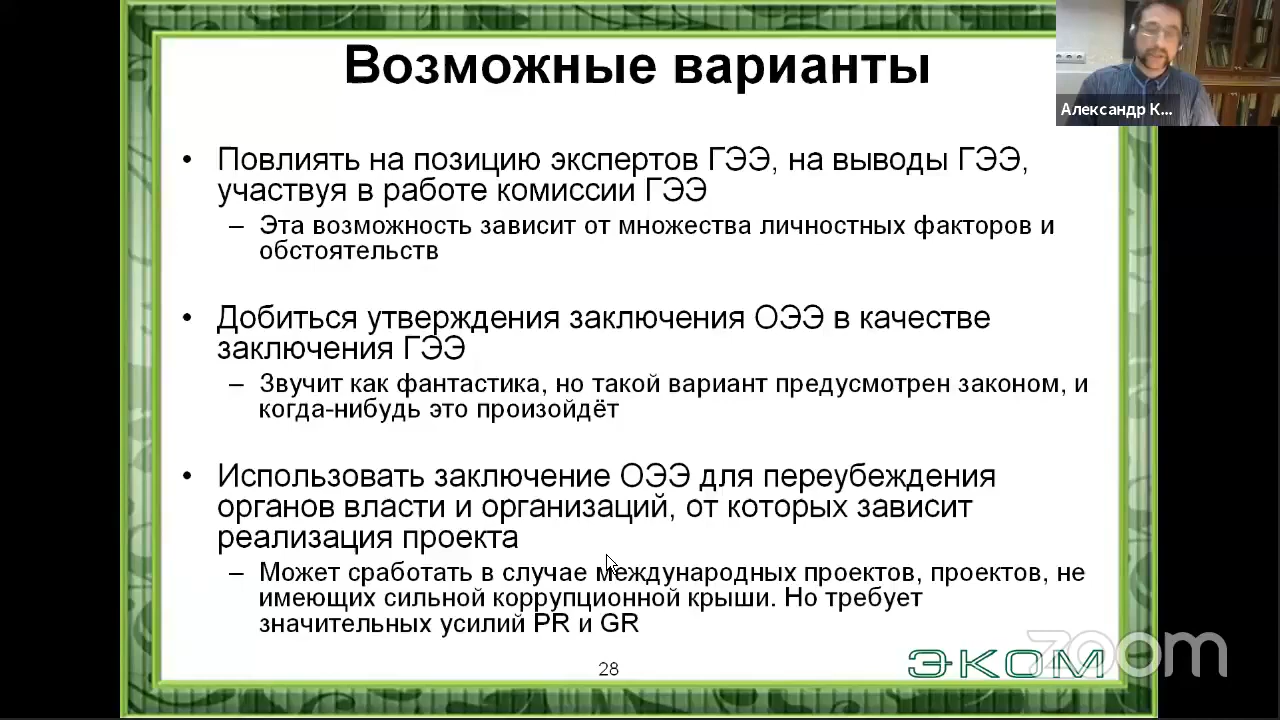 Возможные варианты
Александр К...
• Повлиять на позицию экспертов ГЭЭ, на выводы ГЭЭ,
участвуя в работе комиссии ГЭЭ
– Эта возможность зависит от множества личностных факторов и
обстоятельств
• Добиться утверждения заключения ОЭЭ в качестве
заключения ГЭЭ
– Звучит как фантастика, но такой вариант предусмотрен законом, и
когда-нибудь это произойдёт
• Использовать заключение ОЭЭ для переубеждения
органов власти и организаций, от которых зависит
реализация проекта
– Может сработать в случае международных проектов, проектов, не
имеющих сильной коррупционной крыши. Но требует
значительных усилий PR и GR
28
ЭКОМ
zoom